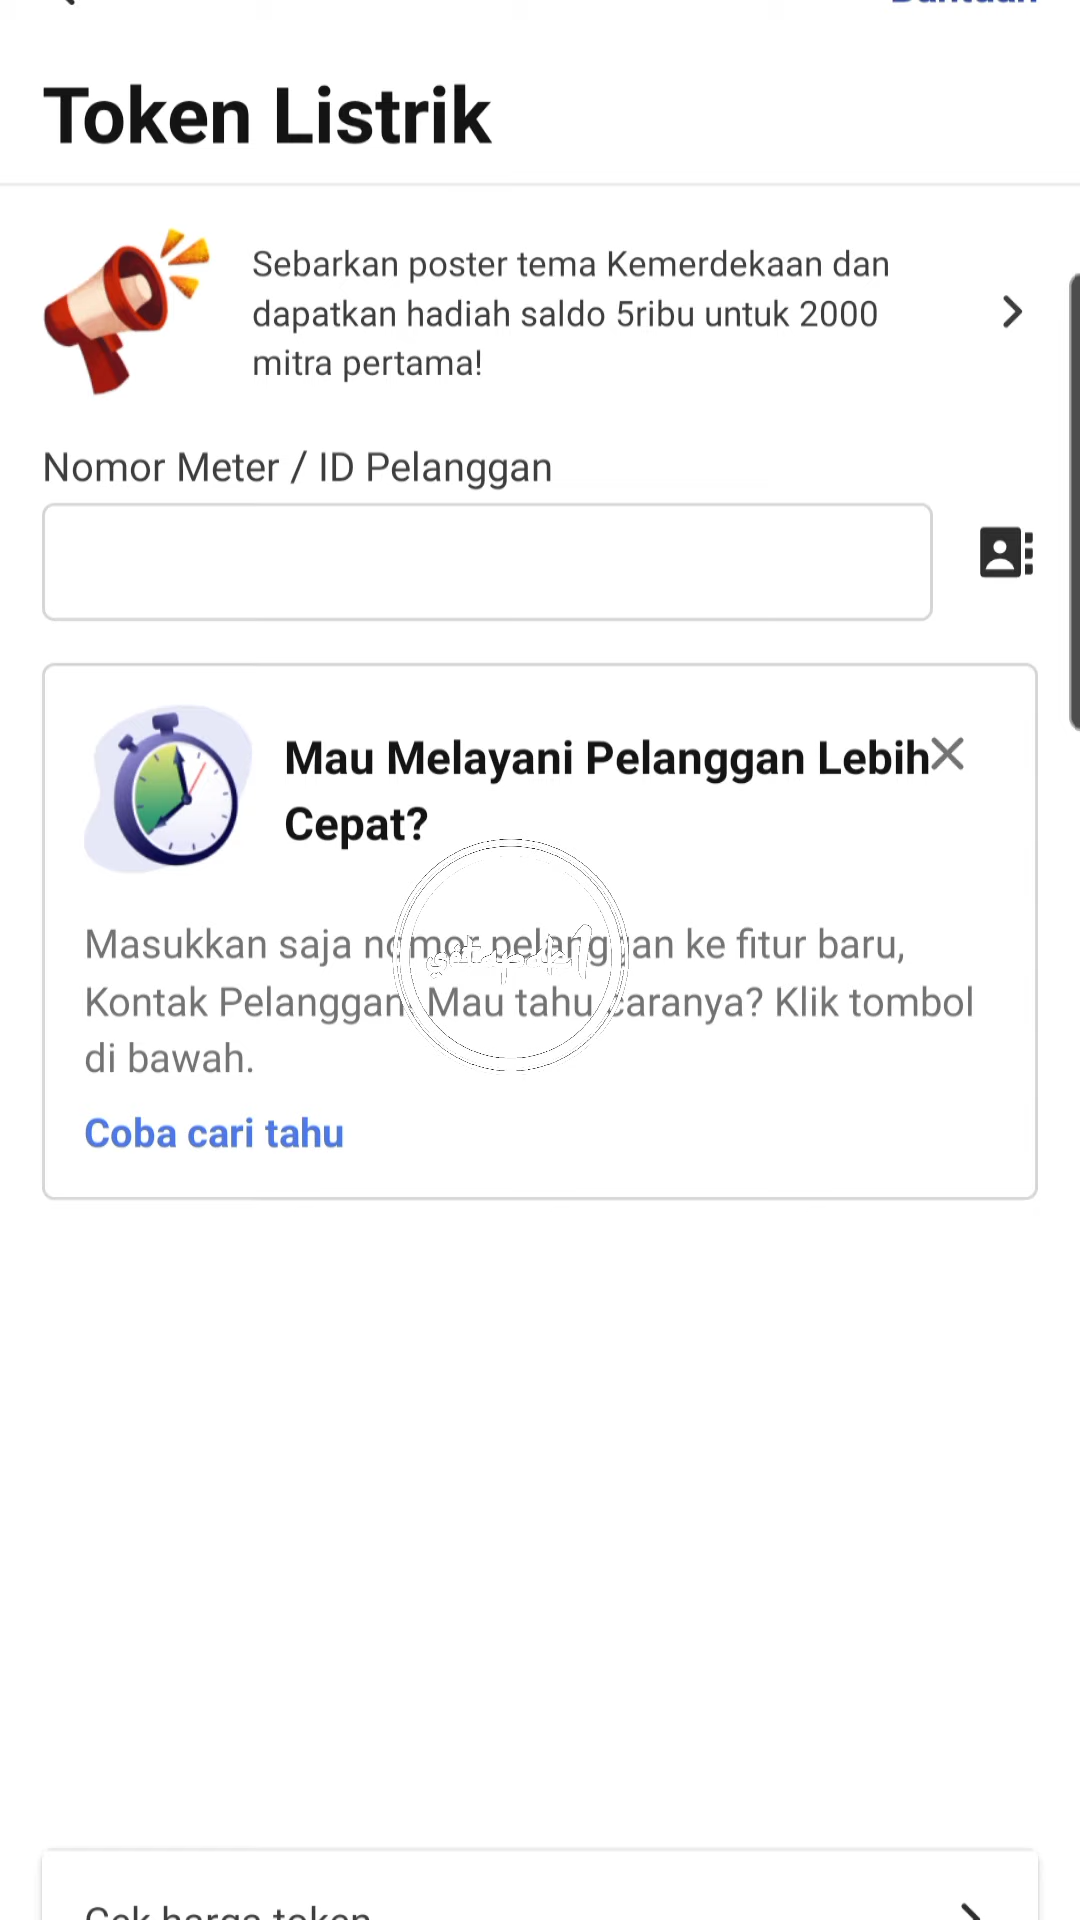 Token Listrik
Sebarkan poster tema Kemerdekaan dan
dapatkan hadiah saldo 5ribu untuk 2000
mitra pertama!
Nomor Meter / ID Pelanggan
Mau Melayani Pelanggan Lebih
Cepat?
Masukkan saja nomor pelanggan ke fitur baru,
Kontak Pelanggan. Mau tahu caranya? Klik tombol
di bawah.
Coba cari tahu
Cek harga token